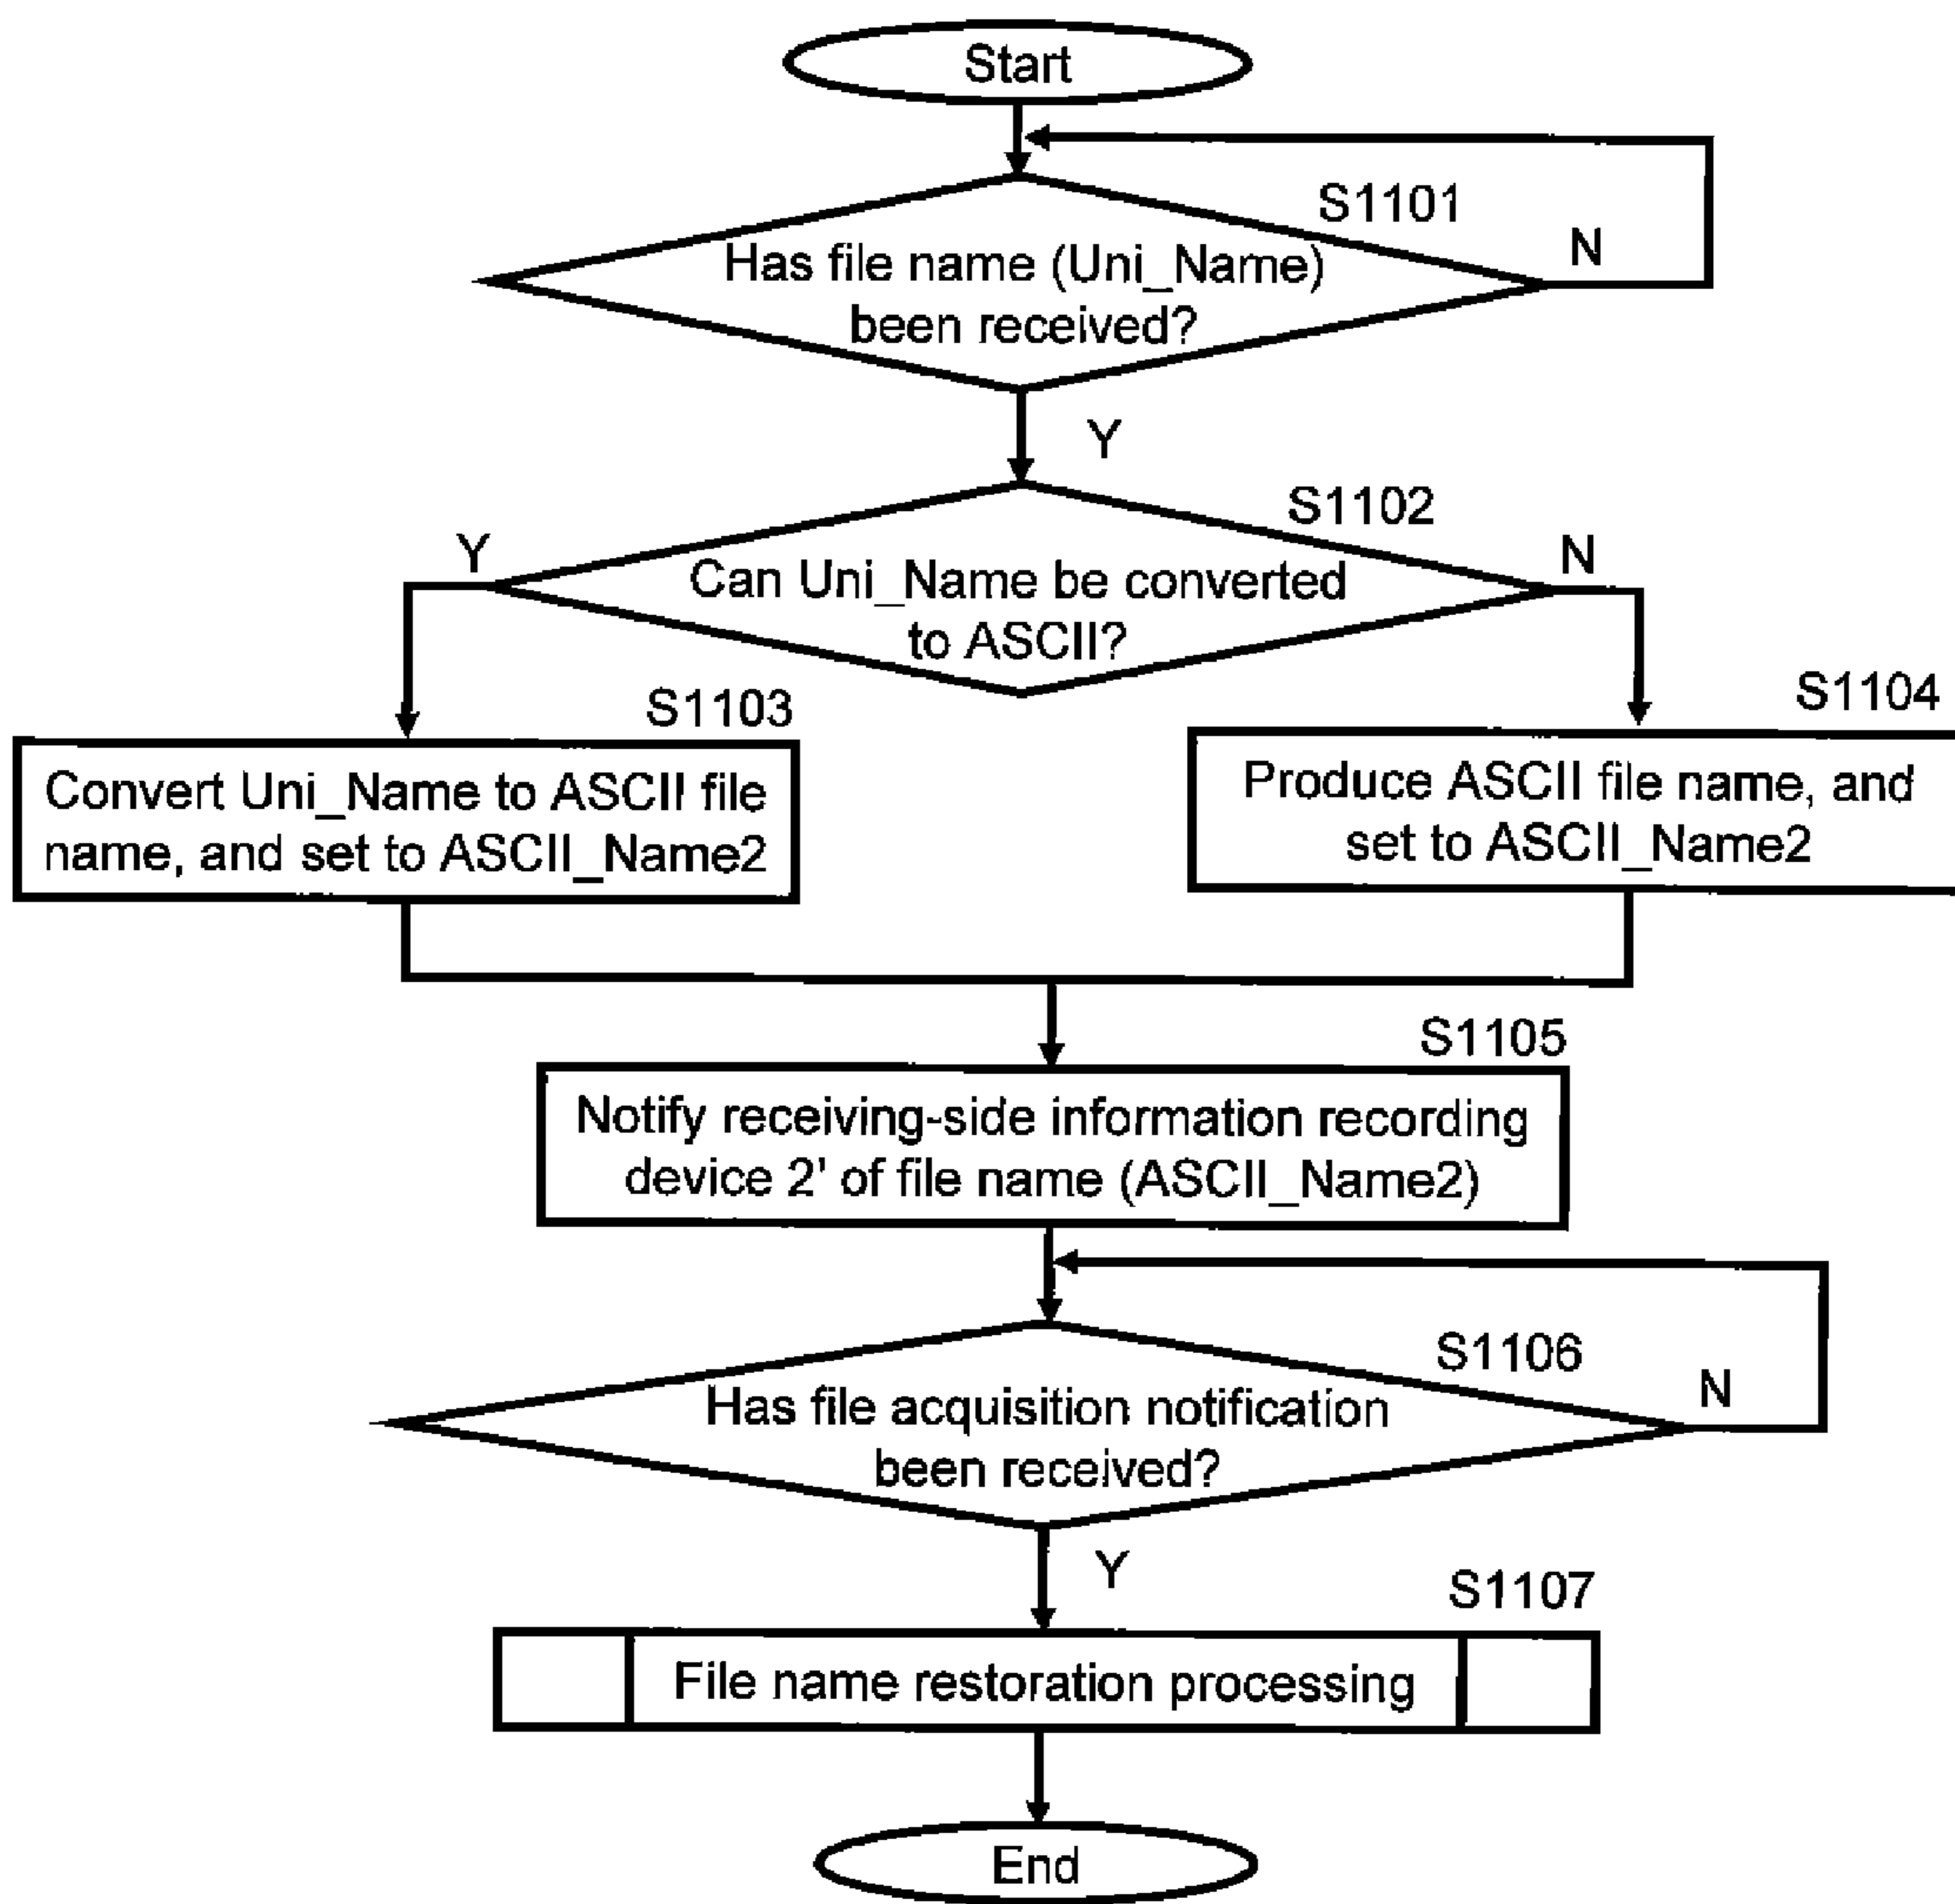 Start
S1101
Has file name (Uni_Name)
been received?
N
Y
S1102
Y
N
Can Uni_Name be converted
to ASCII?
S1103
S1104
Convert Uni_Name to ASCII file
name, and set to ASCII_Name2
Produce ASCII file name, and
set to ASCII_Name2
S1105
Notify receiving-side information recording
device 2' of file name (ASCII_Name2)
S1106
Has file acquisition notification
been received?
N
Y
S1107
File name restoration processing
End